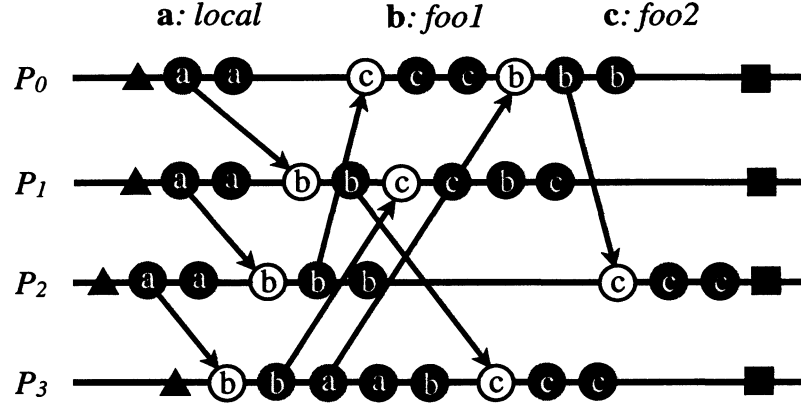 a: local b: foo1 c: foo2
P0 a a c c c b b b
P1 a a b b c c b c
P2 a a b b b c c c
P3 b b a a b c c c